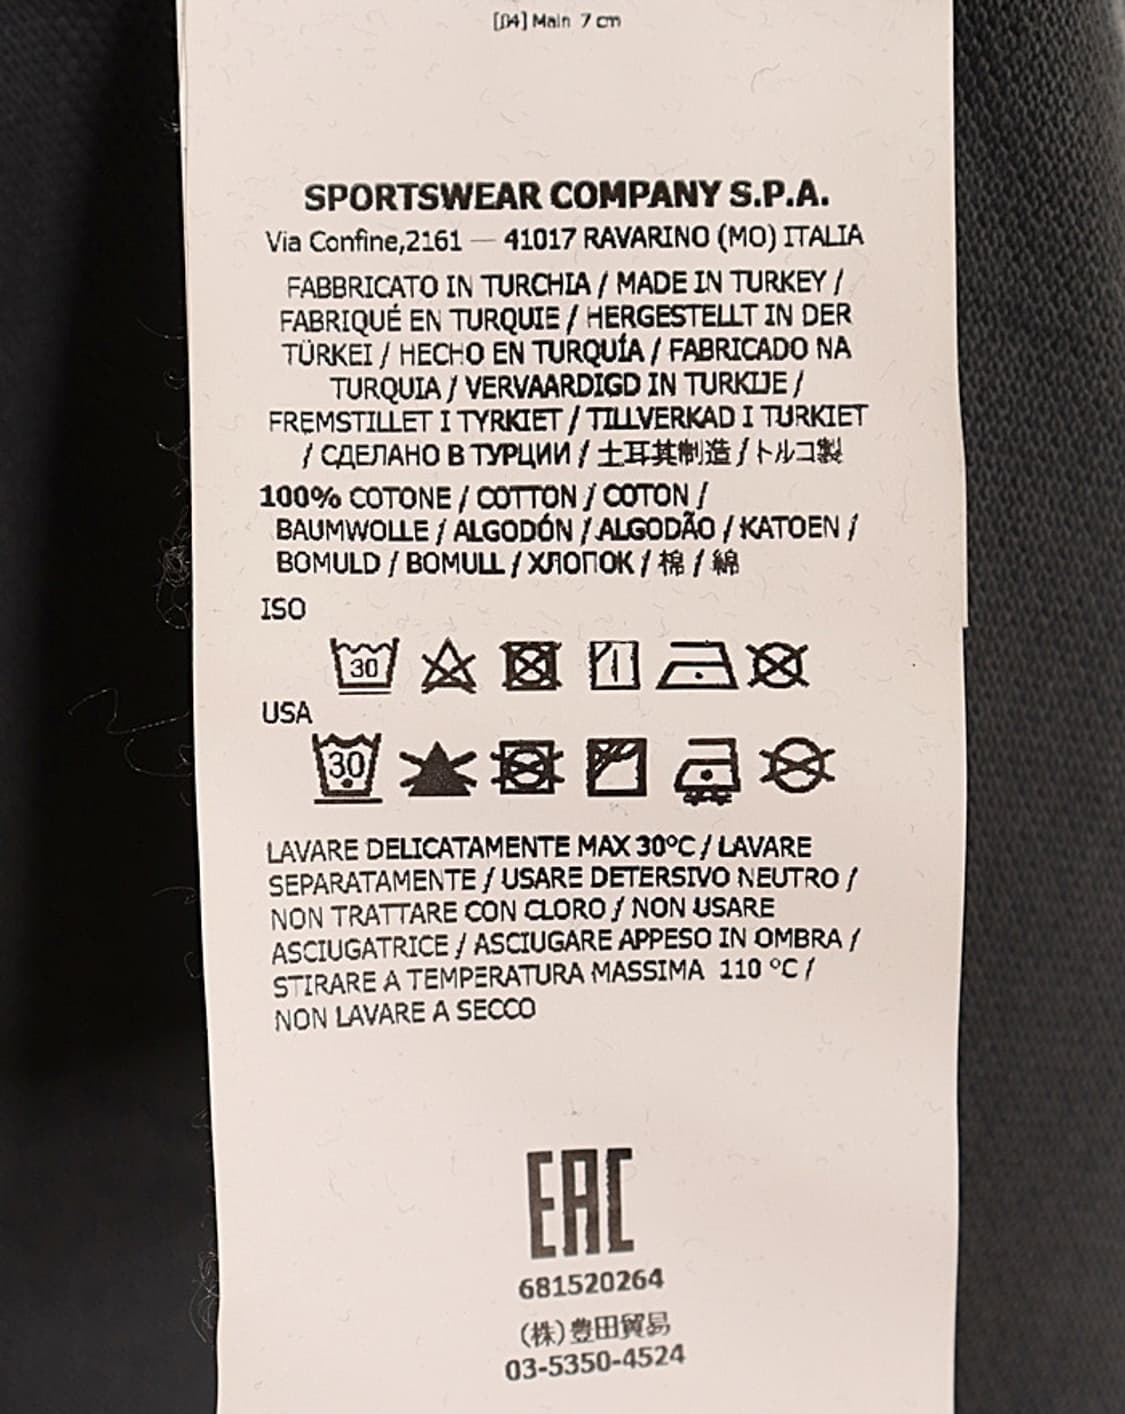 [04] Main 7 cm
SPORTSWEAR COMPANY S.P.A.
Via Confine,2161 — 41017 RAVARINO (MO) ITALIA
FABBRICATO IN TURCHIA / MADE IN TURKEY /
FABRIQUÉ EN TURQUIE / HERGESTELLT IN DER
TÜRKEI / HECHO EN TURQUÍA / FABRICADO NA
TURQUIA / VERVAARDIGD IN TURKIJE /
FREMSTILLET I TYRKIET / TILLVERKAD I TURKIET
/ СДЕЛАНО В ТУРЦИИ / 土耳其制造 / トルコ製
100% COTONE / COTTON / COTON /
BAUMWOLLE / ALGODÓN / ALGODÃO / KATOEN /
BOMULD / BOMULL / ХЛОПОК / 棉 / 綿
ISO
30
USA
30
LAVARE DELICATAMENTE MAX 30°C / LAVARE
SEPARATAMENTE / USARE DETERSIVO NEUTRO /
NON TRATTARE CON CLORO / NON USARE
ASCIUGATRICE / ASCIUGARE APPESO IN OMBRA /
STIRARE A TEMPERATURA MASSIMA 110 °C /
NON LAVARE A SECCO
EAC
681520264
(株)豊田貿易
03-5350-4524